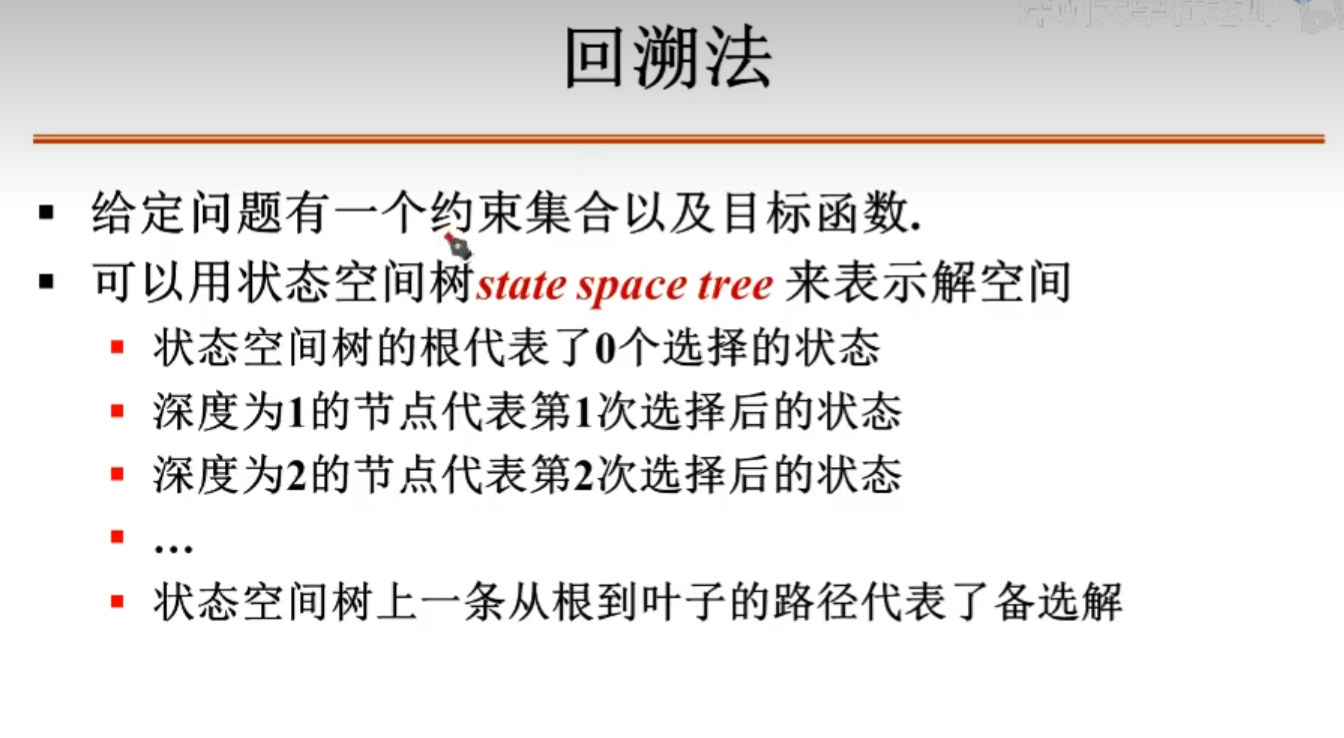 回溯法
给定问题有一个约束集合以及目标函数.
可以用状态空间树state space tree 来表示解空间
状态空间树的根代表了0个选择的状态
深度为1的节点代表第1次选择后的状态
深度为2的节点代表第2次选择后的状态
…
状态空间树上一条从根到叶子的路径代表了备选解